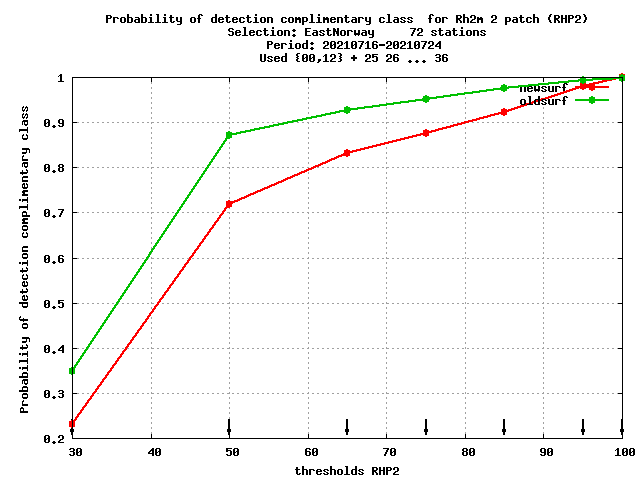 Probability of detection complimentary class  for Rh2m 2 patch (RHP2)
Selection: EastNorway     72 stations
Period: 20210716-20210724
Used {00,12} + 25 26 ... 36
newsurf
oldsurf
Probability of detection complimentary class
1
0.9
0.8
0.7
0.6
0.5
0.4
0.3
0.2
30 40 50 60 70 80 90 100
thresholds RHP2